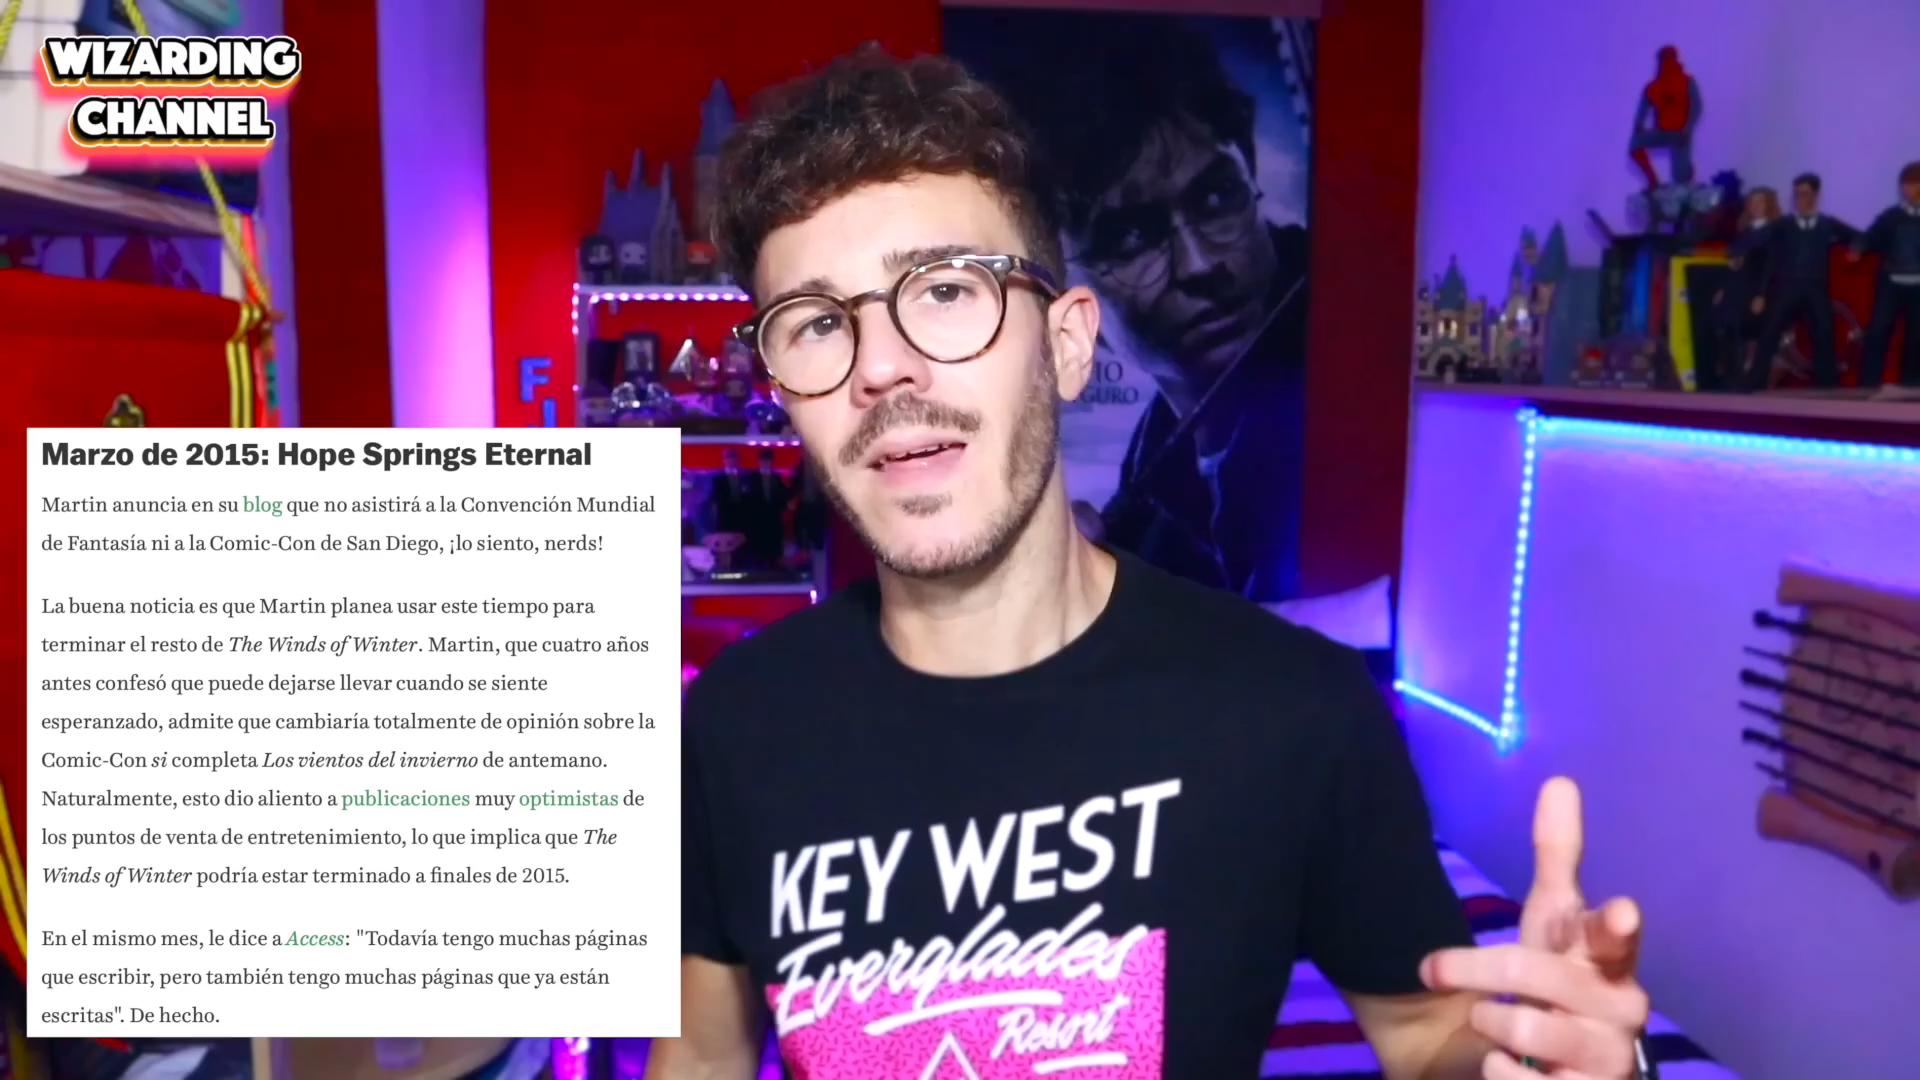 WIZARDING
CHANNEL
Marzo de 2015: Hope Springs Eternal
Martin anuncia en su blog que no asistirá a la Convención Mundial
de Fantasía ni a la Comic-Con de San Diego, ¡lo siento, nerds!
La buena noticia es que Martin planea usar este tiempo para
terminar el resto de The Winds of Winter. Martin, que cuatro años
antes confesó que puede dejarse llevar cuando se siente
esperanzado, admite que cambiaría totalmente de opinión sobre la
Comic-Con si completa Los vientos del invierno de antemano.
Naturalmente, esto dio aliento a publicaciones muy optimistas de
los puntos de venta de entretenimiento, lo que implica que The
Winds of Winter podría estar terminado a finales de 2015.
En el mismo mes, le dice a Access: "Todavía tengo muchas páginas
que escribir, pero también tengo muchas páginas que ya están
escritas". De hecho.
KEY WEST
Everglades
Resort